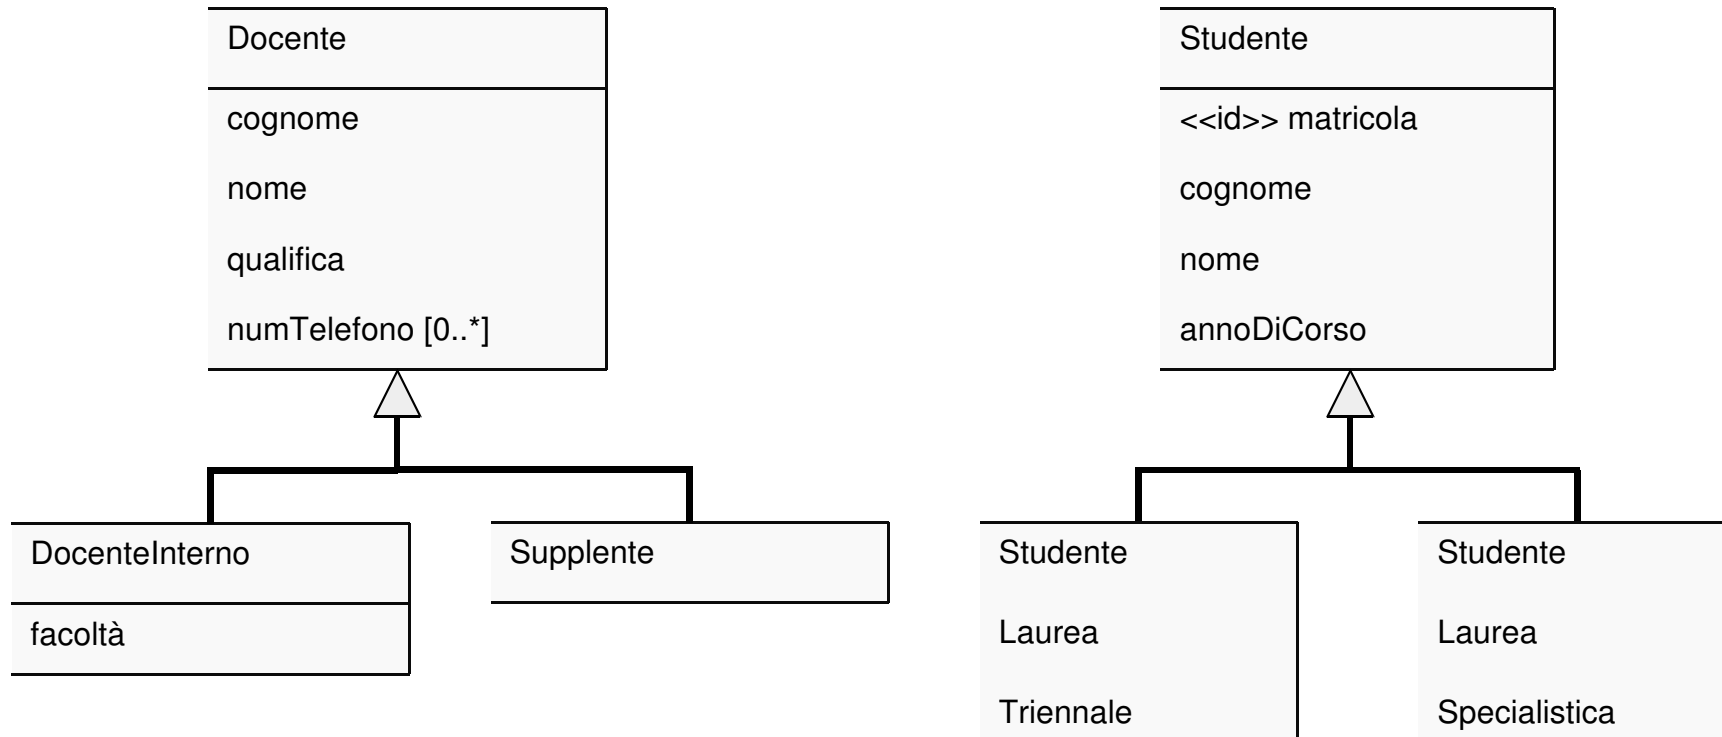 Docente
cognome
nome
qualifica
numTelefono [0..*]
Studente
<<id>> matricola
cognome
nome
annoDiCorso
DocenteInterno
facoltà
Supplente
Studente
Laurea
Triennale
Studente
Laurea
Specialistica